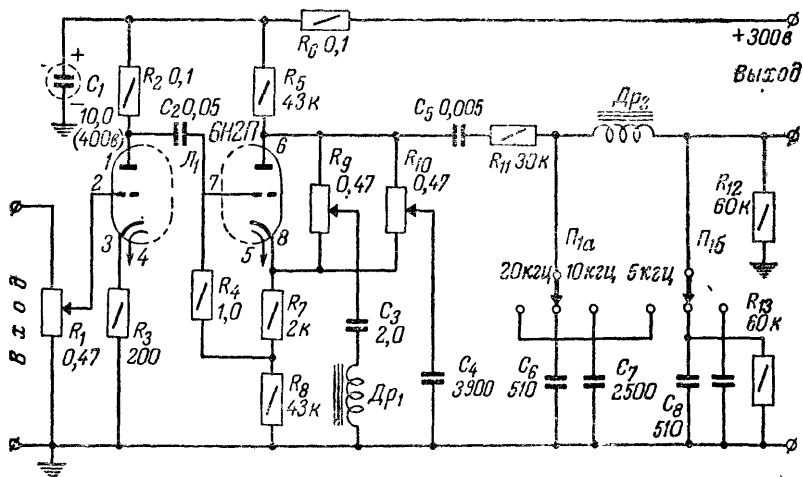 R6 0,1
+300в
Выход
+
C1
–
10,0
(400в)
R2 0,1
C2 0,05
R5
43к
6Н2П
Л1
1
2
3
4
5
6
7
8
R9
0,47
R10
0,47
C5 0,005
R11 30к
Др2
R12
60к
П1а
П1б
20кгц
10кгц
5кгц
Вход
R1
0,47
R3
200
R4
1,0
R7
2к
R8
43к
C3
2,0
Др1
C4
3900
C6
510
C7
2500
C8
510
R13
60к